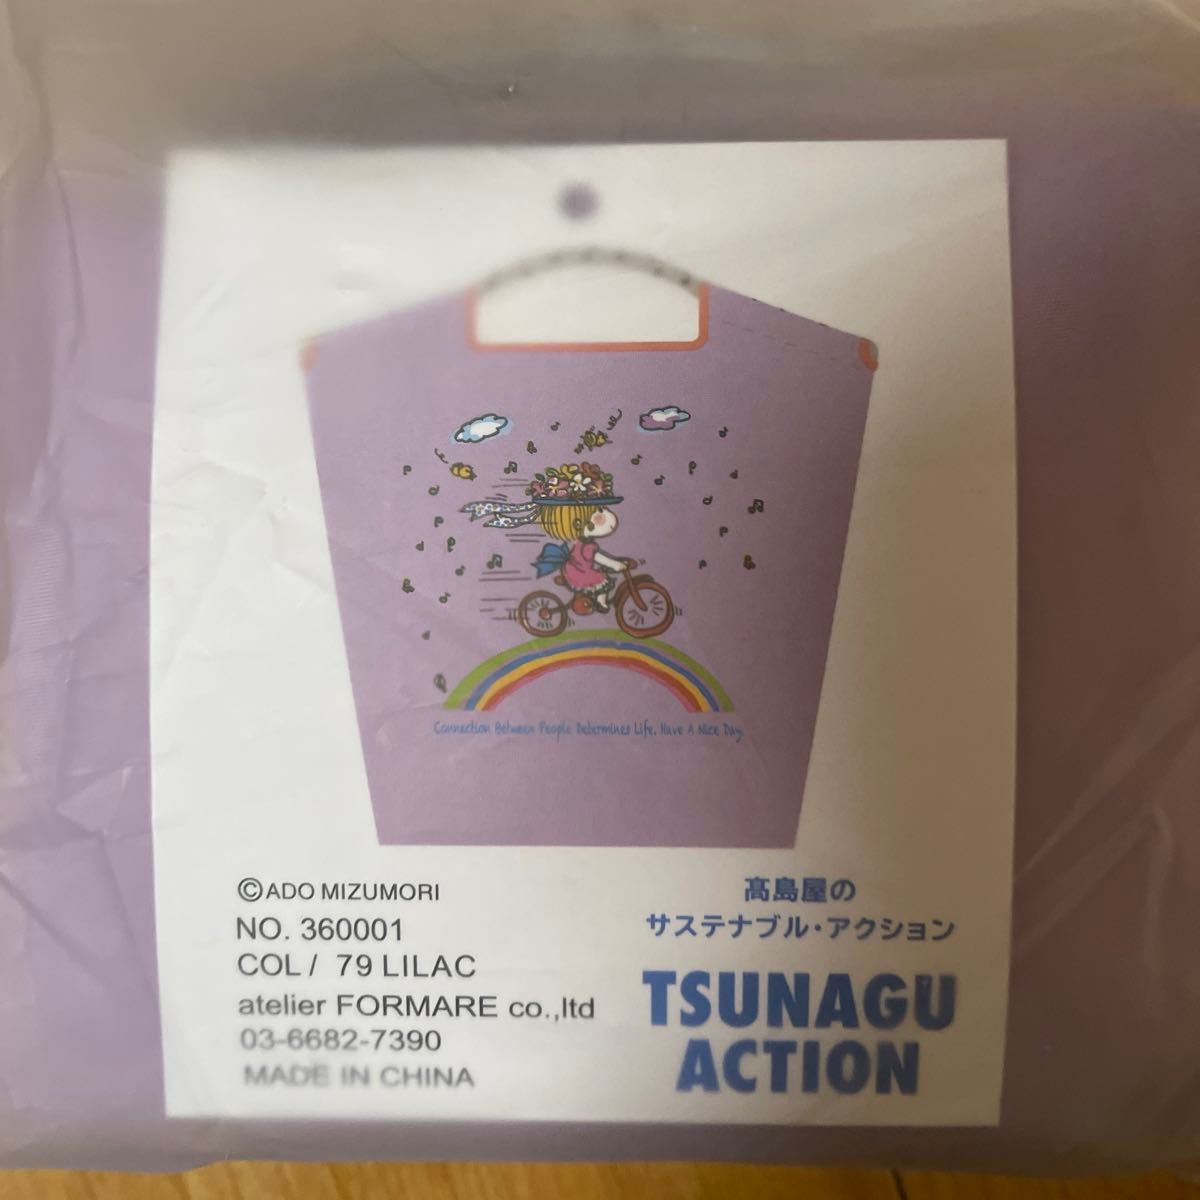 Connection Between People Determines Life. Have A Nice Day.
©ADO MIZUMORI
NO. 360001
COL / 79 LILAC
atelier FORMARE co.,ltd
03-6682-7390
MADE IN CHINA
髙島屋の
サステナブル・アクション
TSUNAGU
ACTION